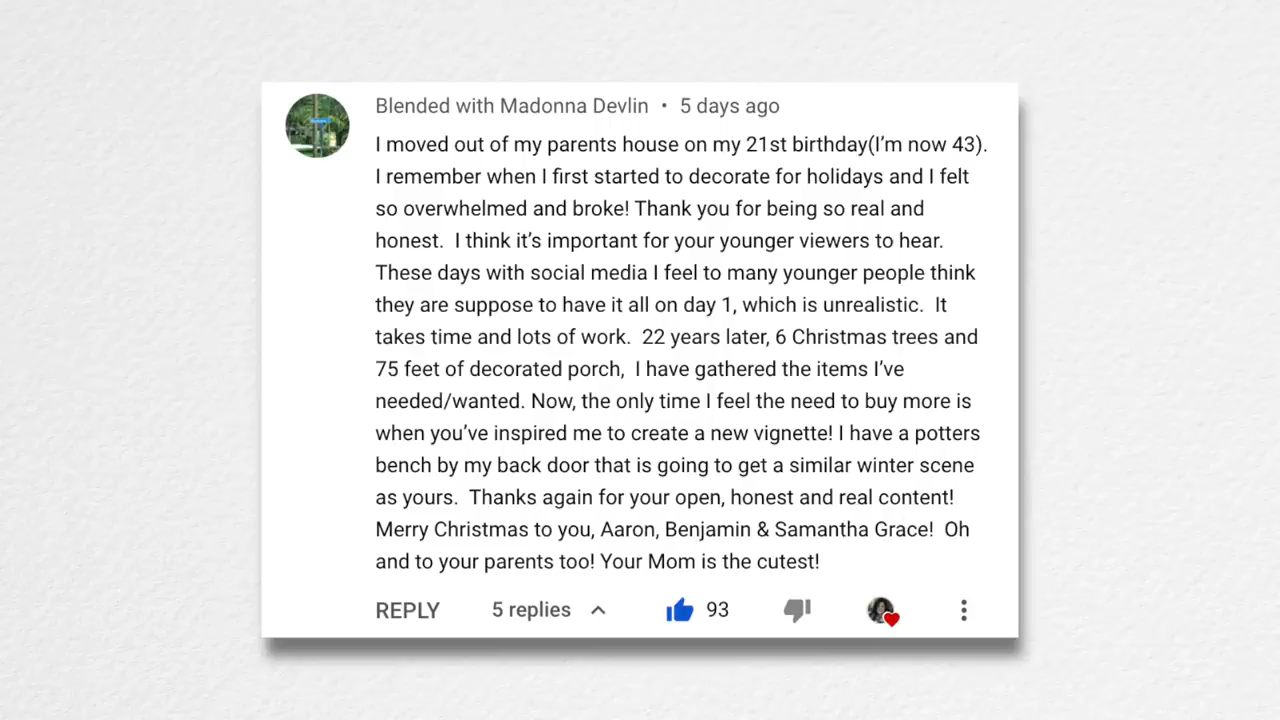 Blended with Madonna Devlin • 5 days ago
I moved out of my parents house on my 21st birthday(I'm now 43).
I remember when I first started to decorate for holidays and I felt
so overwhelmed and broke! Thank you for being so real and
honest.  I think it's important for your younger viewers to hear.
These days with social media I feel to many younger people think
they are suppose to have it all on day 1, which is unrealistic.  It
takes time and lots of work.  22 years later, 6 Christmas trees and
75 feet of decorated porch,  I have gathered the items I've
needed/wanted. Now, the only time I feel the need to buy more is
when you've inspired me to create a new vignette! I have a potters
bench by my back door that is going to get a similar winter scene
as yours.  Thanks again for your open, honest and real content!
Merry Christmas to you, Aaron, Benjamin & Samantha Grace!  Oh
and to your parents too! Your Mom is the cutest!
REPLY 5 replies 93